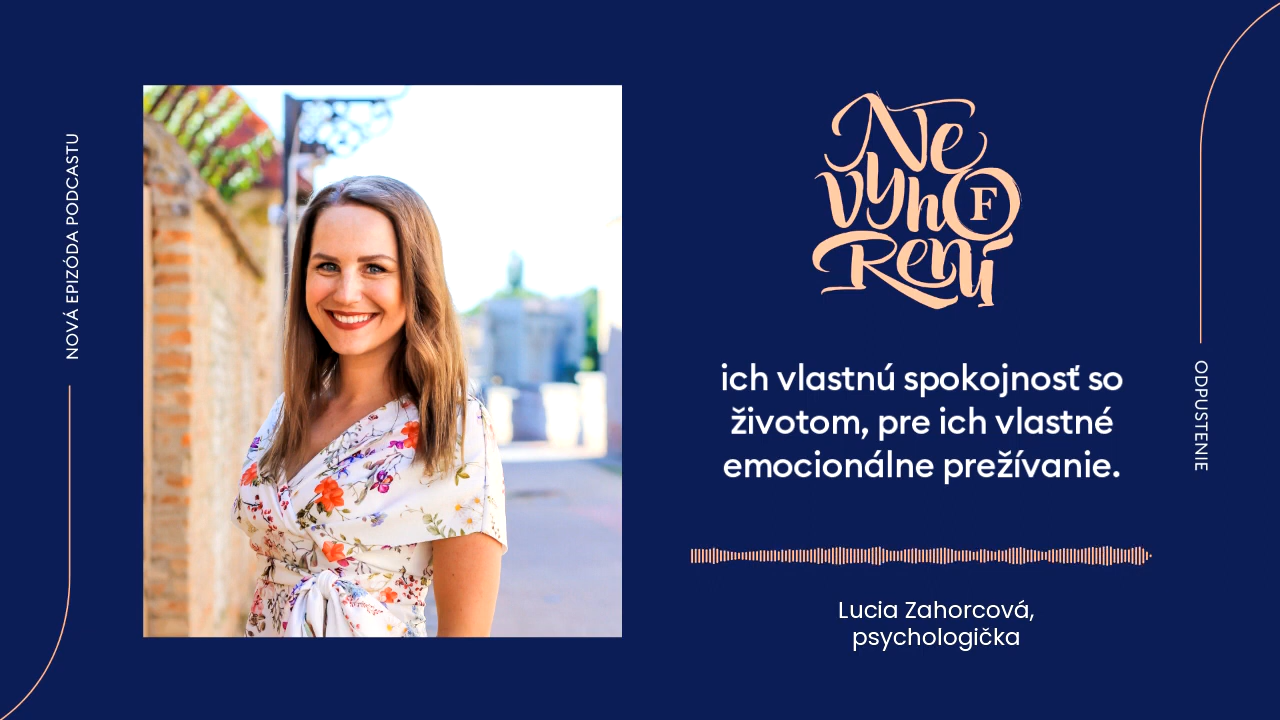 NOVÁ EPIZÓDA PODCASTU
Ne
vyhO
F
Rení
ich vlastnú spokojnosť so
životom, pre ich vlastné
emocionálne prežívanie.
Lucia Zahorcová,
psychologička
ODPUSTENIE